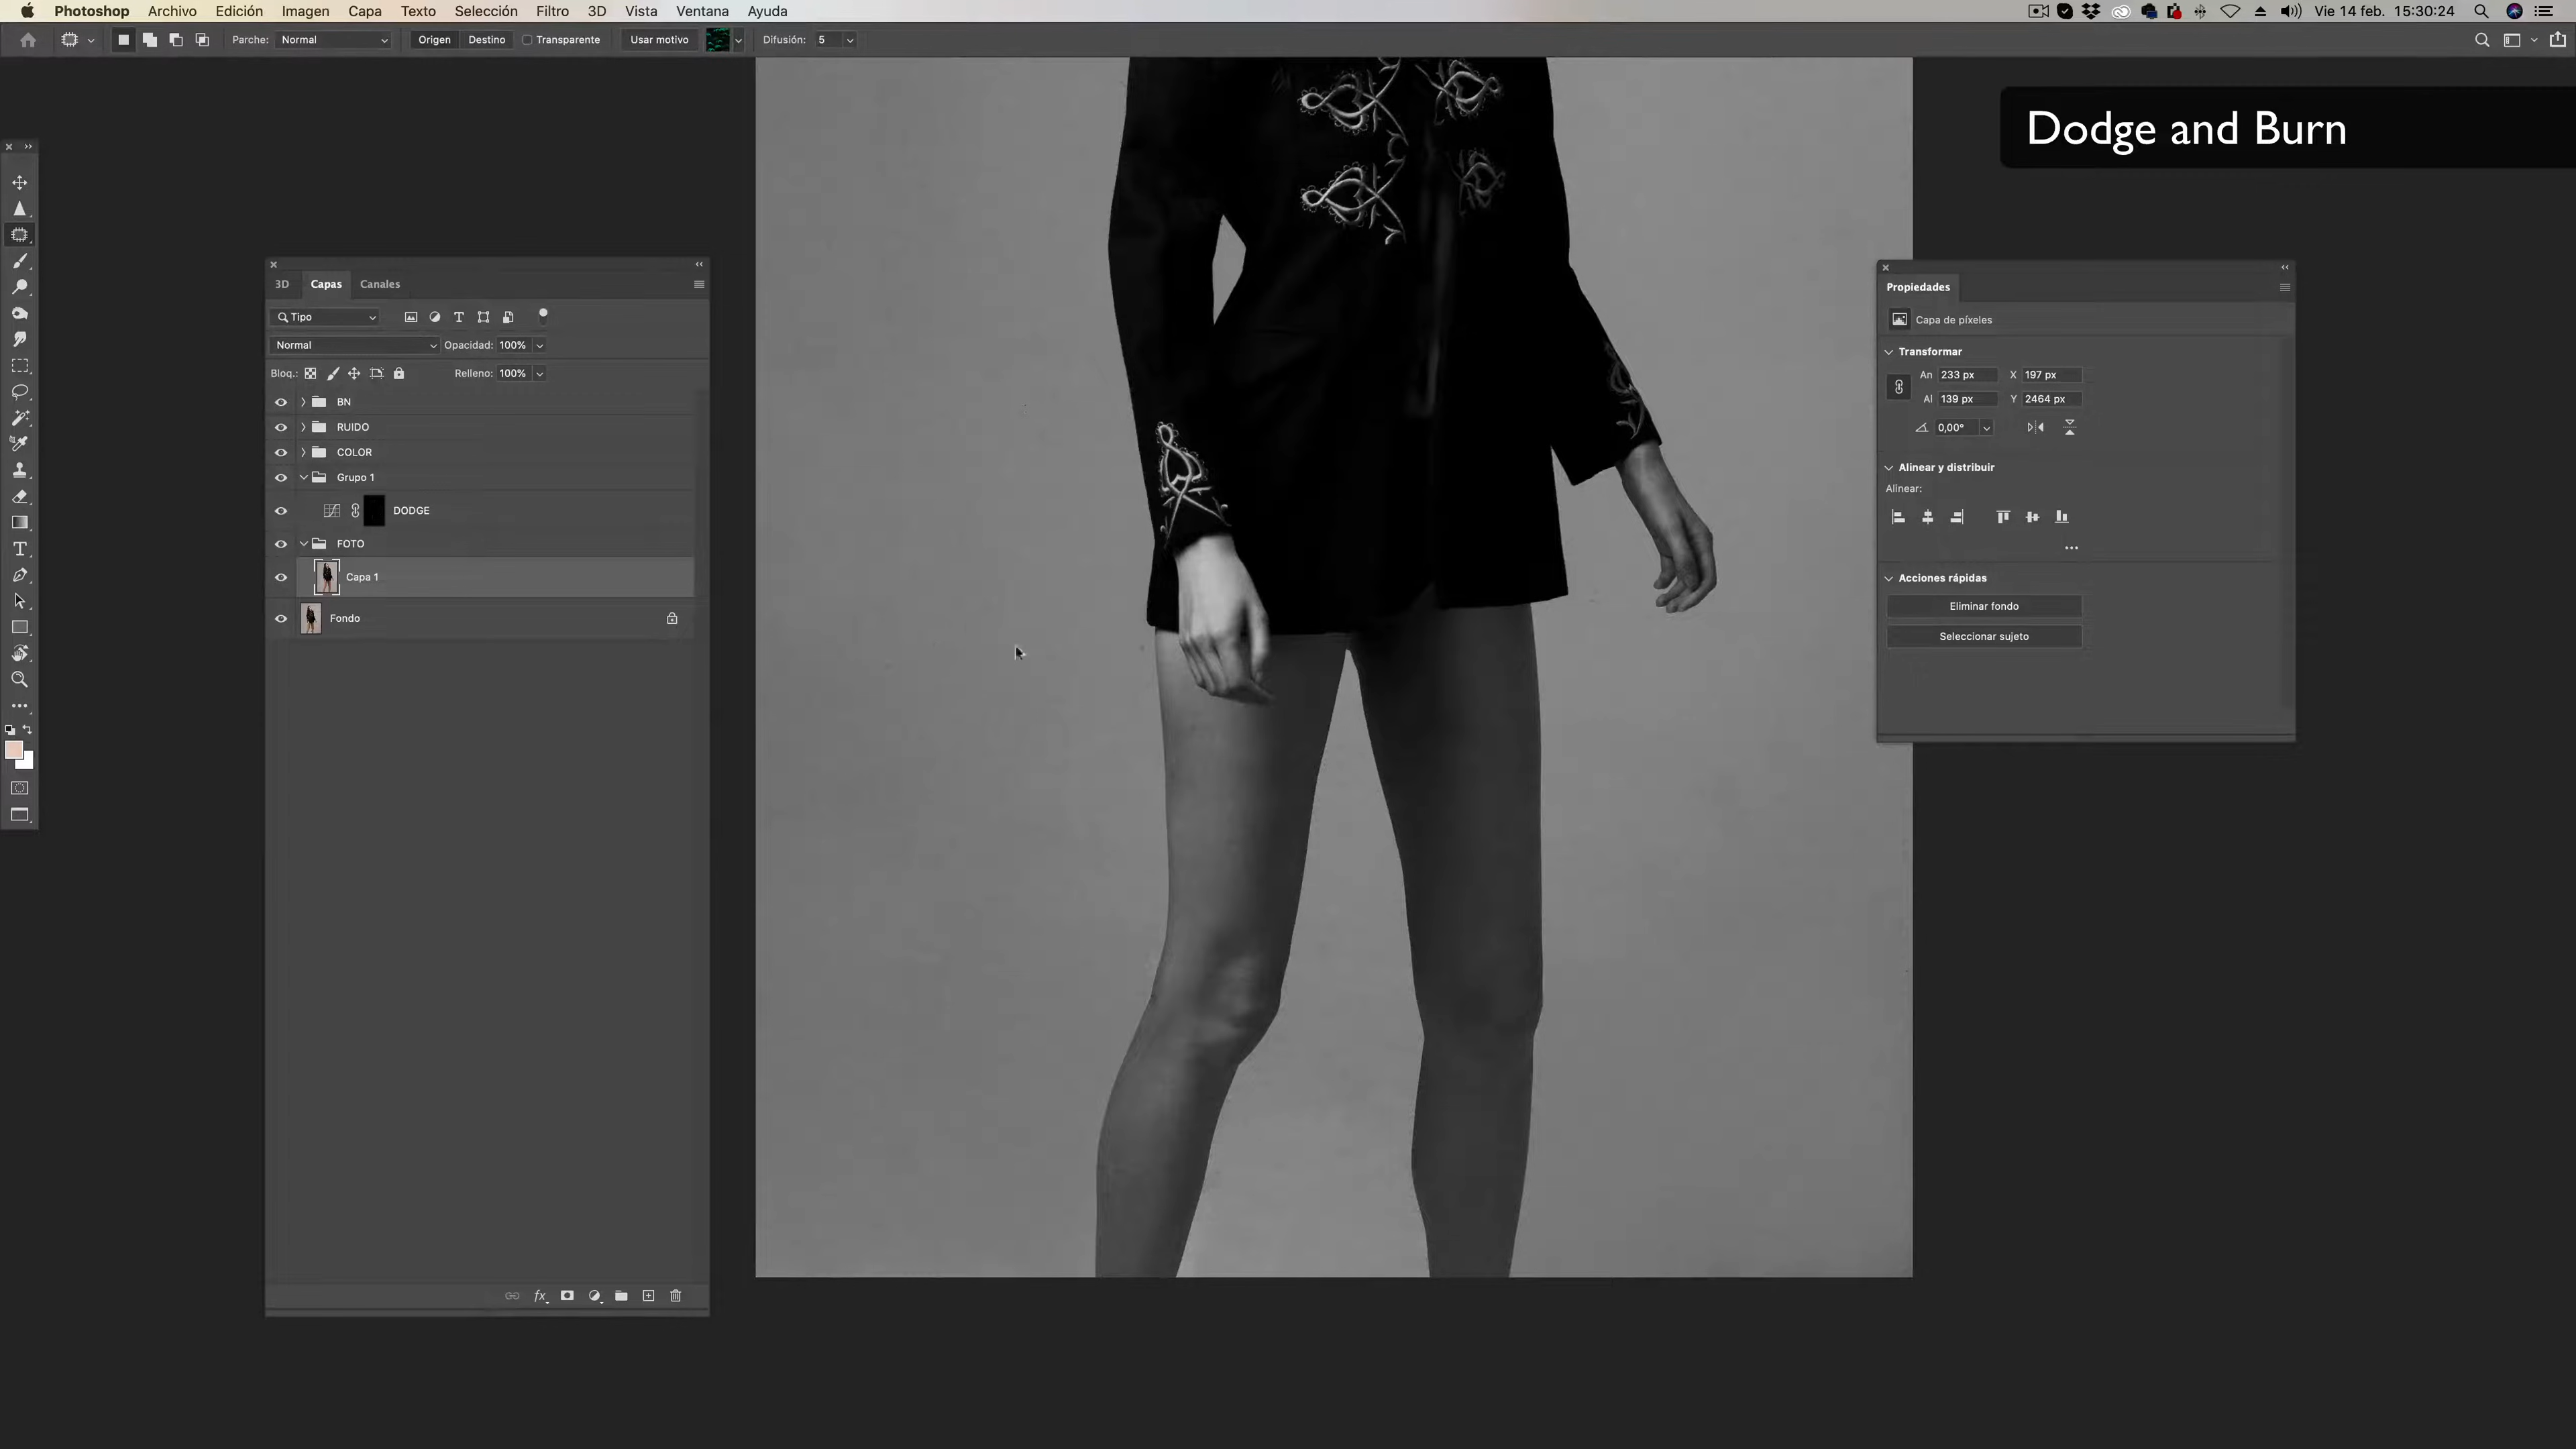 Photoshop Archivo Edición Imagen Capa Texto Selección Filtro 3D Vista Ventana Ayuda Vie 14 feb. 15:30:24
Parche: Normal Origen Destino Transparente Usar motivo Difusión: 5
Dodge and Burn
3D Capas Canales
Tipo
Normal Opacidad: 100%
Bloq.: Relleno: 100%
BN
RUIDO
COLOR
Grupo 1
DODGE
FOTO
Capa 1
Fondo
Propiedades
Capa de píxeles
Transformar
An 233 px X 197 px
Al 139 px Y 2464 px
0,00°
Alinear y distribuir
Alinear:
Acciones rápidas
Eliminar fondo
Seleccionar sujeto
fx